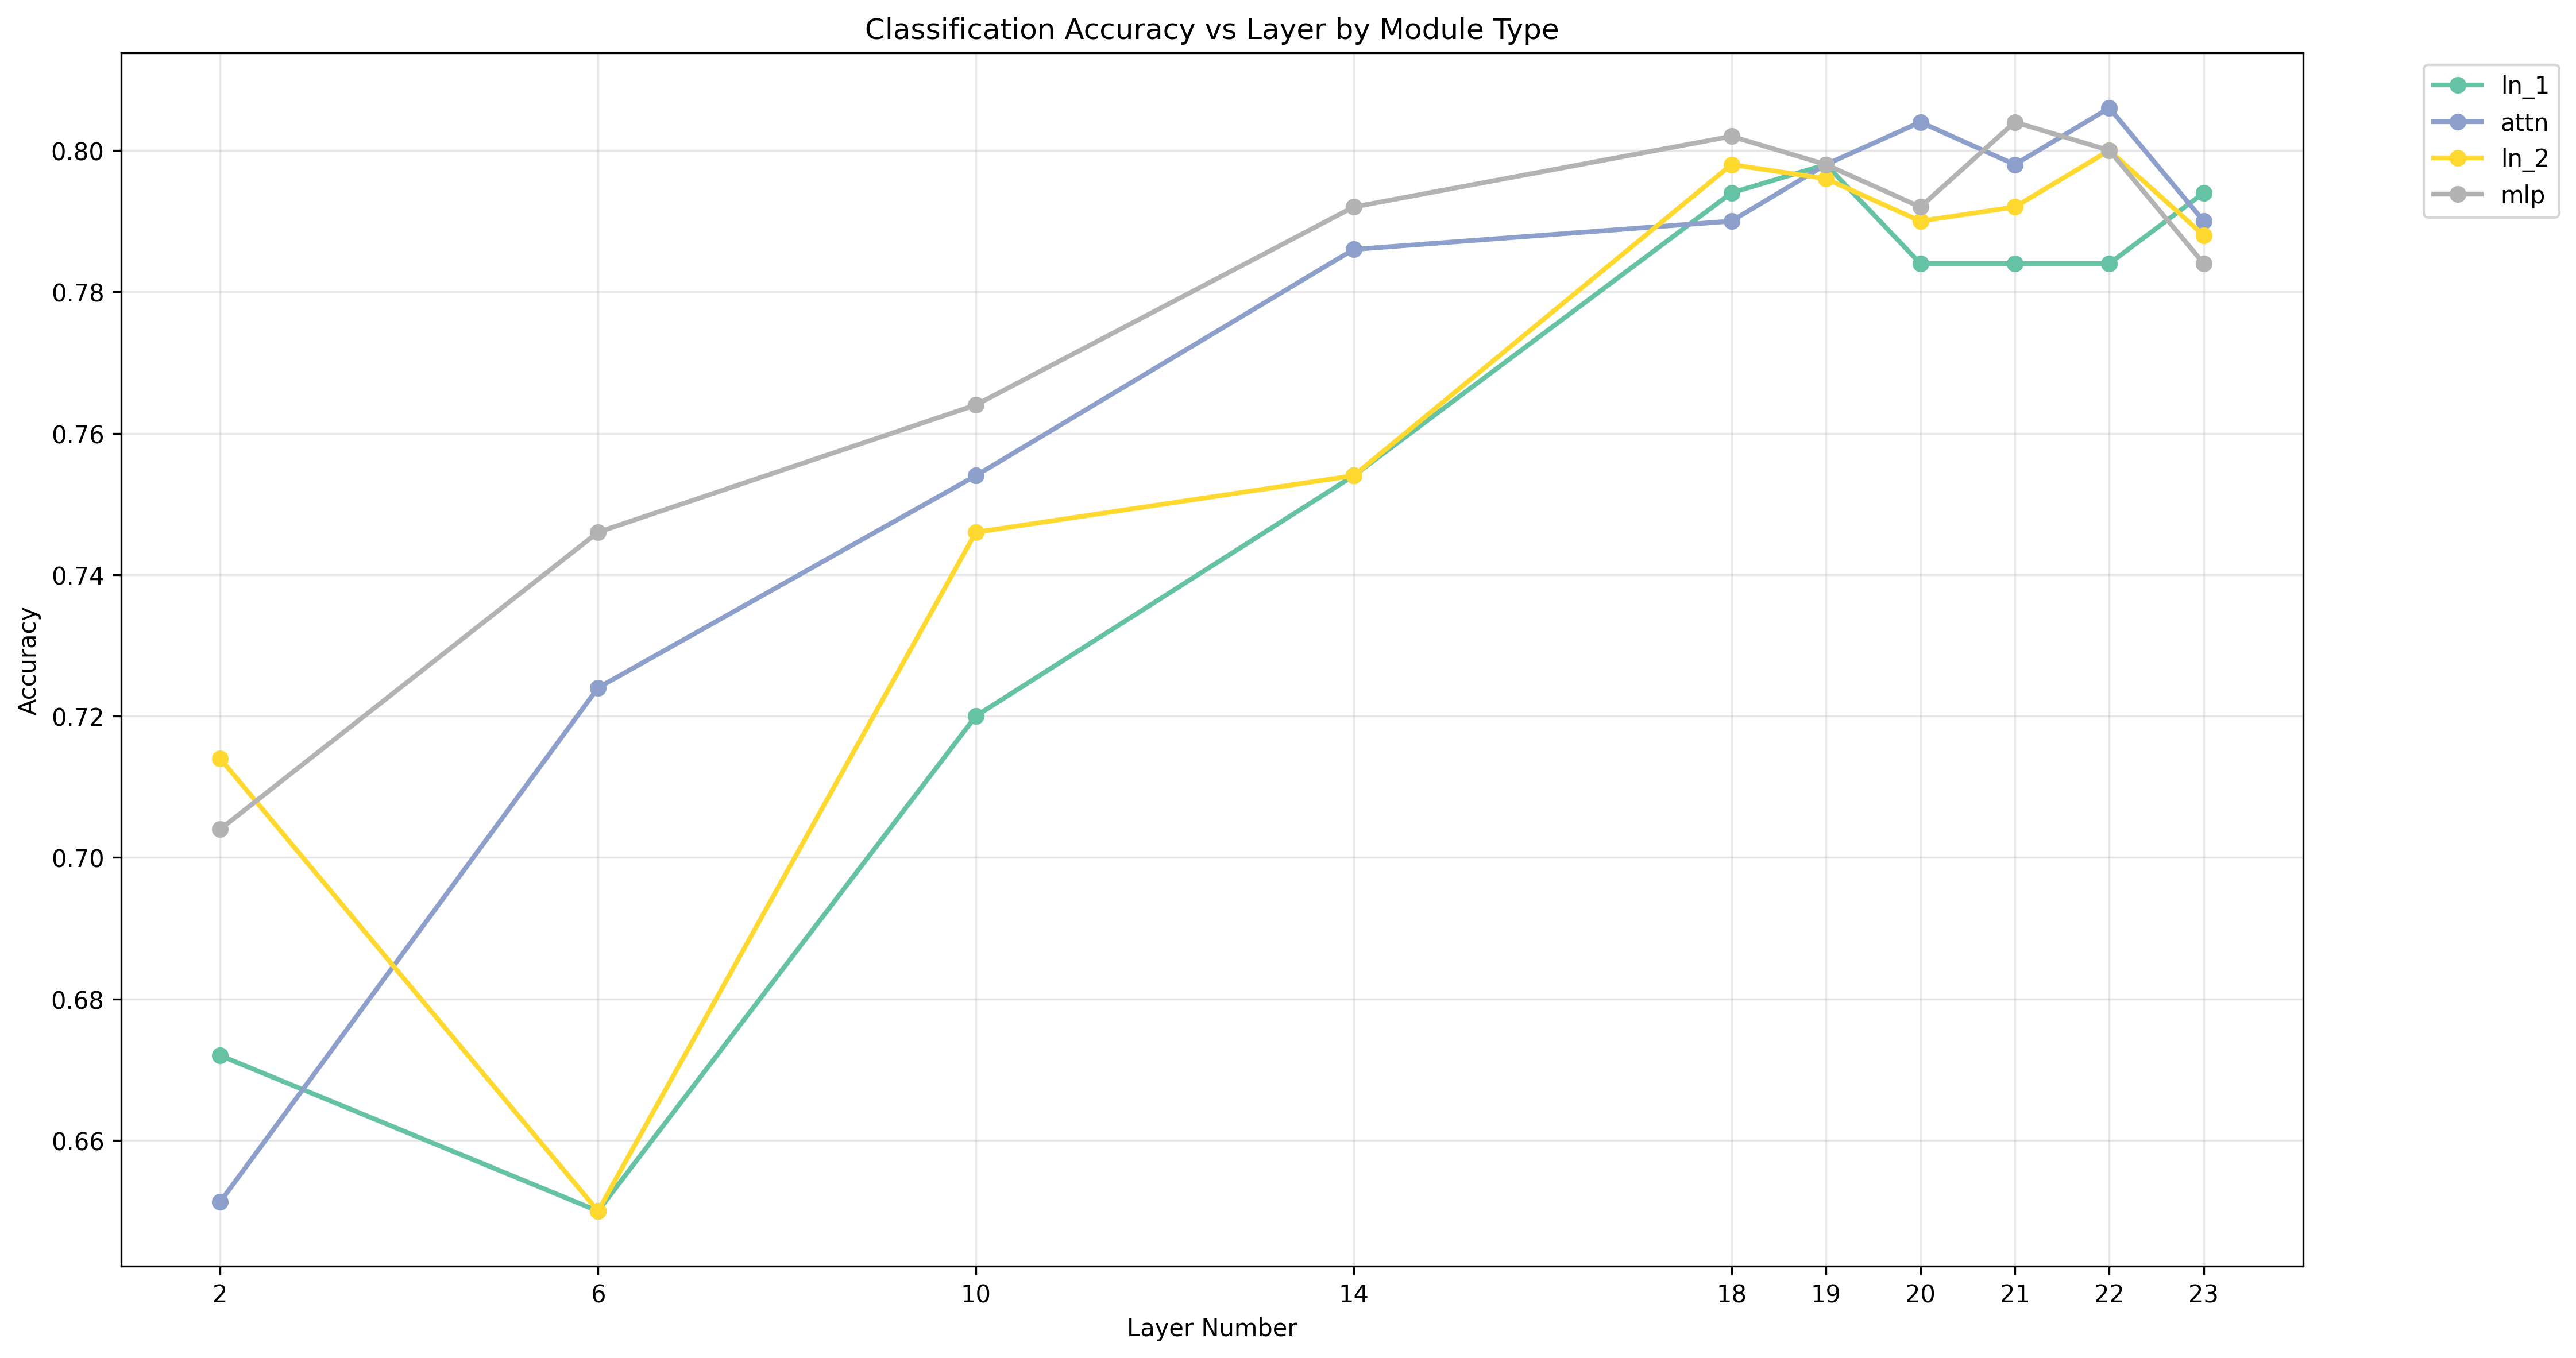 Classification Accuracy vs Layer by Module Type
ln_1
attn
ln_2
mlp
0.80
0.78
0.76
0.74
0.72
0.70
0.68
0.66
Accuracy
2 6 10 14 18 19 20 21 22 23
Layer Number